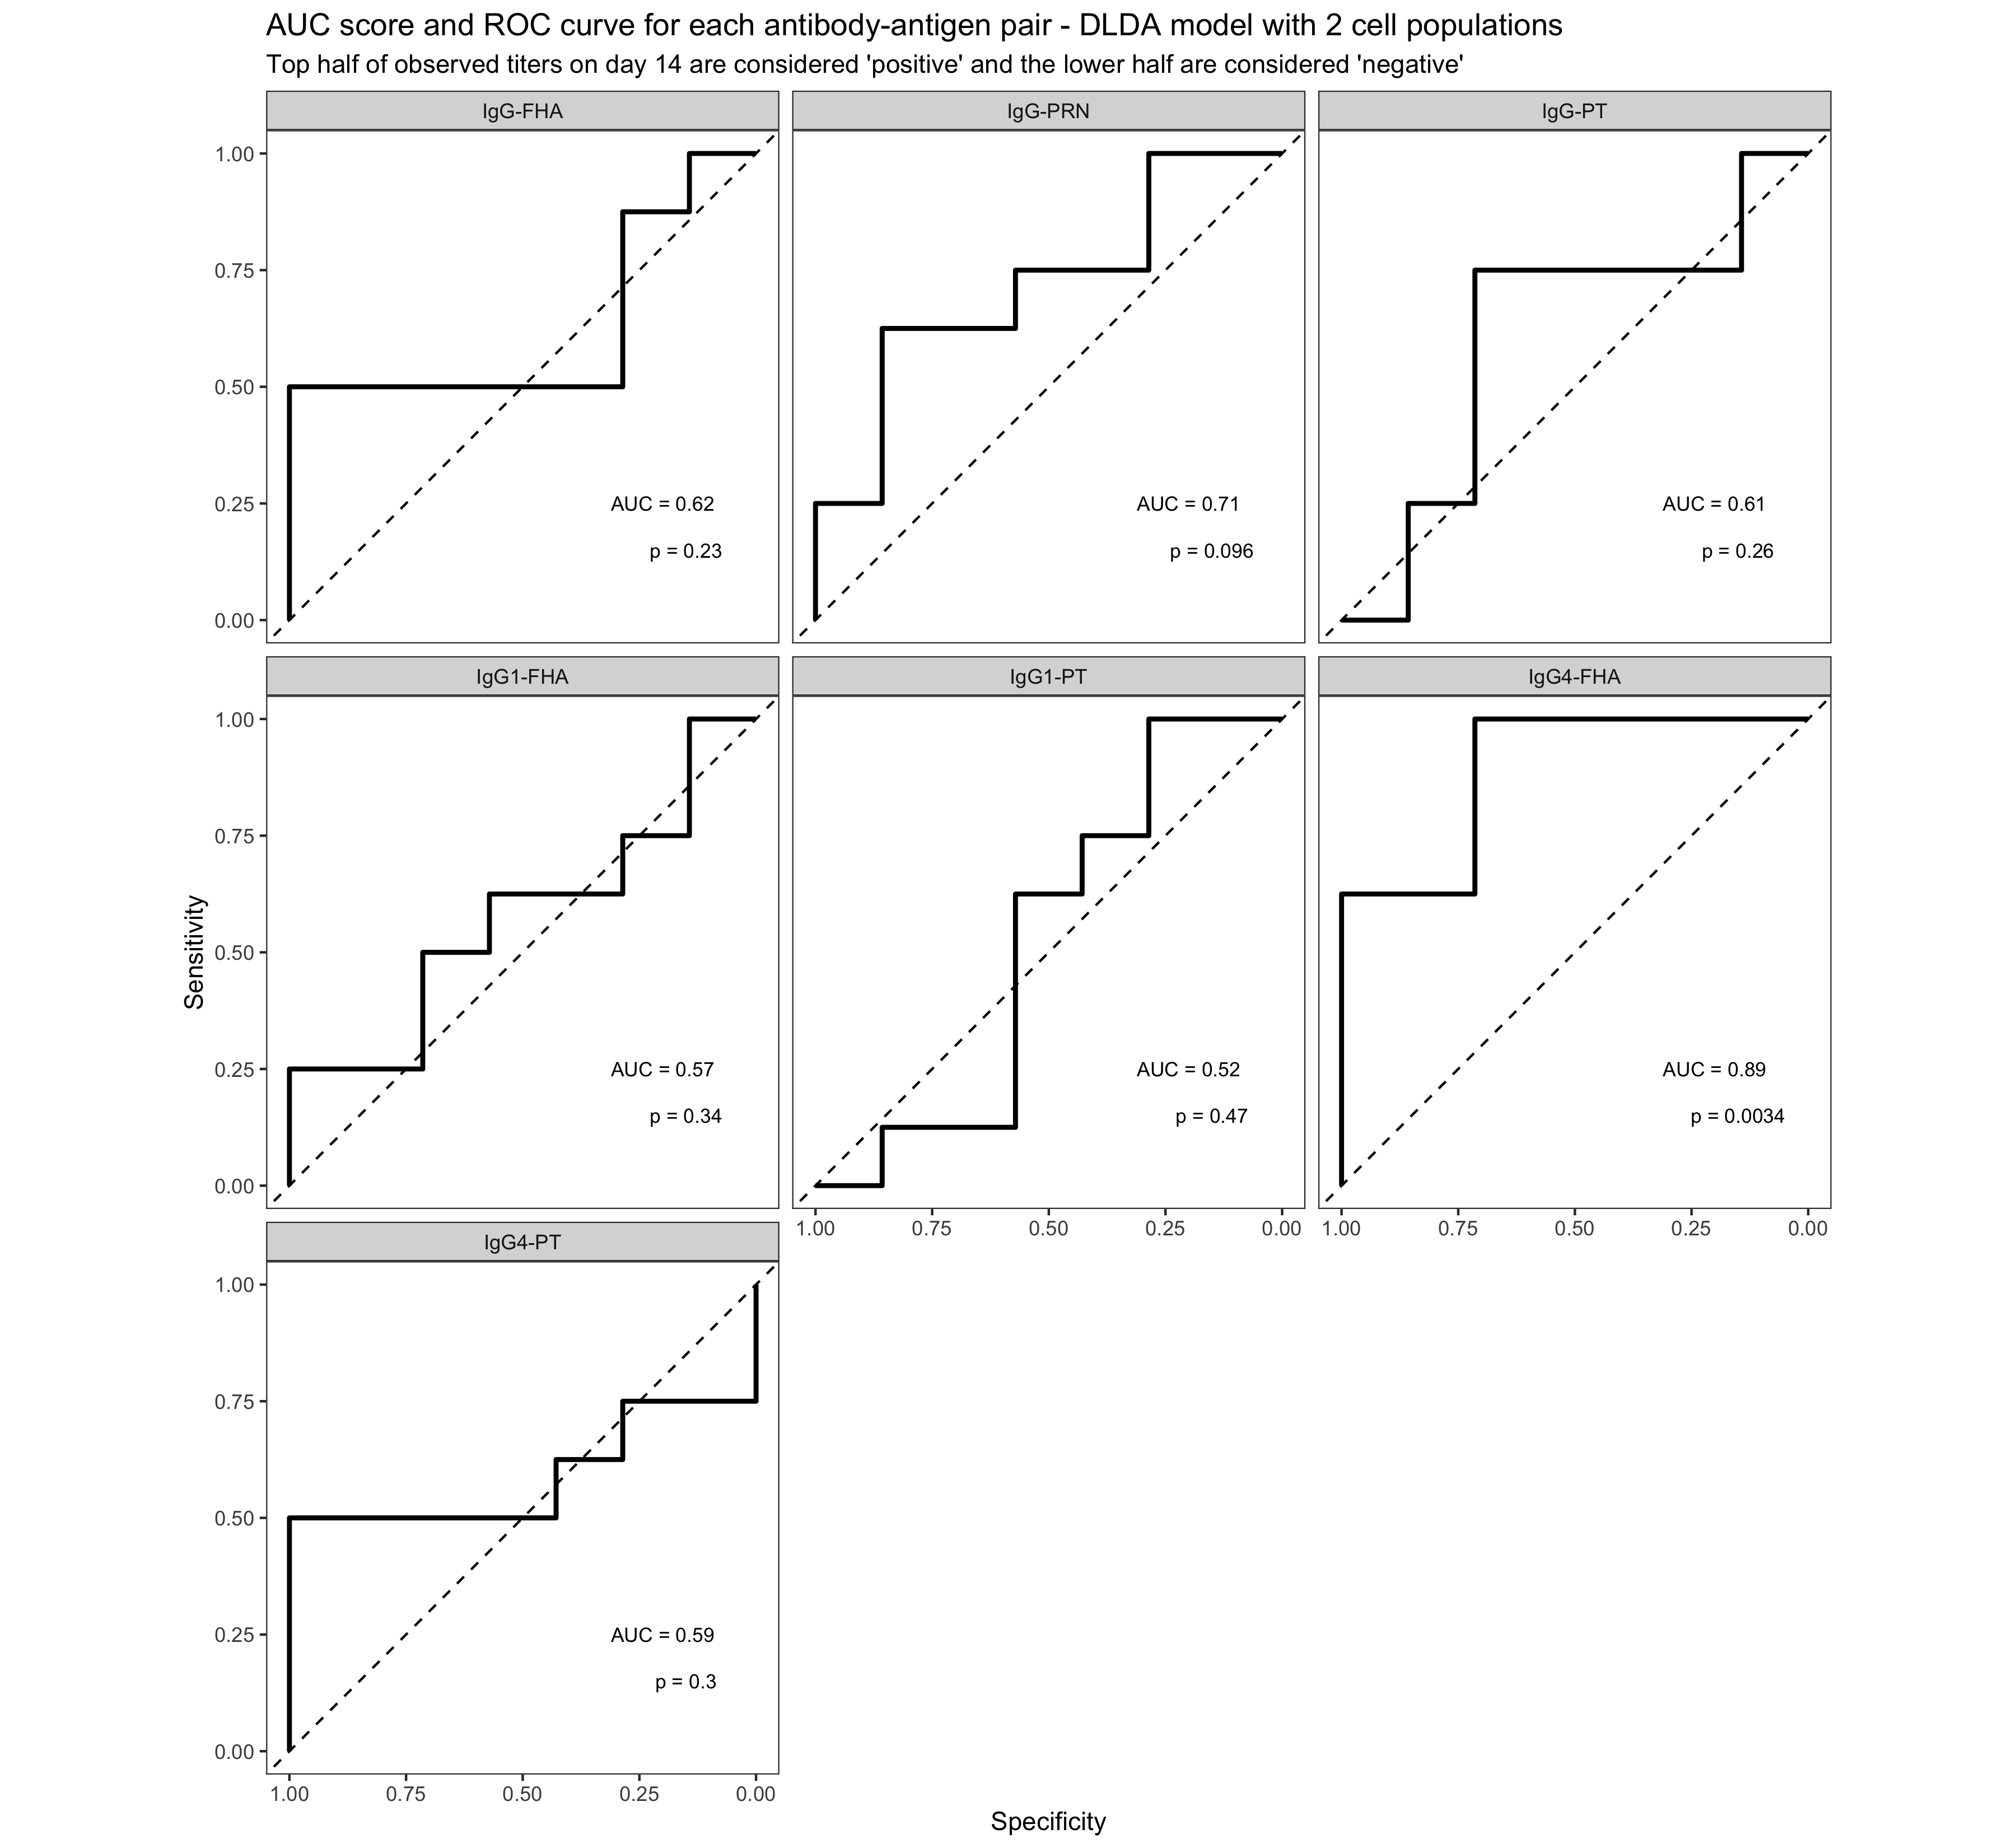 AUC score and ROC curve for each antibody-antigen pair - DLDA model with 2 cell populations
Top half of observed titers on day 14 are considered 'positive' and the lower half are considered 'negative'
IgG-FHA
IgG-PRN
IgG-PT
1.00
0.75
0.50
0.25
0.00
AUC = 0.62
p = 0.23
AUC = 0.71
p = 0.096
AUC = 0.61
p = 0.26
IgG1-FHA
IgG1-PT
IgG4-FHA
Sensitivity
1.00
0.75
0.50
0.25
0.00
AUC = 0.57
p = 0.34
AUC = 0.52
p = 0.47
AUC = 0.89
p = 0.0034
1.00 0.75 0.50 0.25 0.00
1.00 0.75 0.50 0.25 0.00
IgG4-PT
1.00
0.75
0.50
0.25
0.00
AUC = 0.59
p = 0.3
1.00 0.75 0.50 0.25 0.00
Specificity